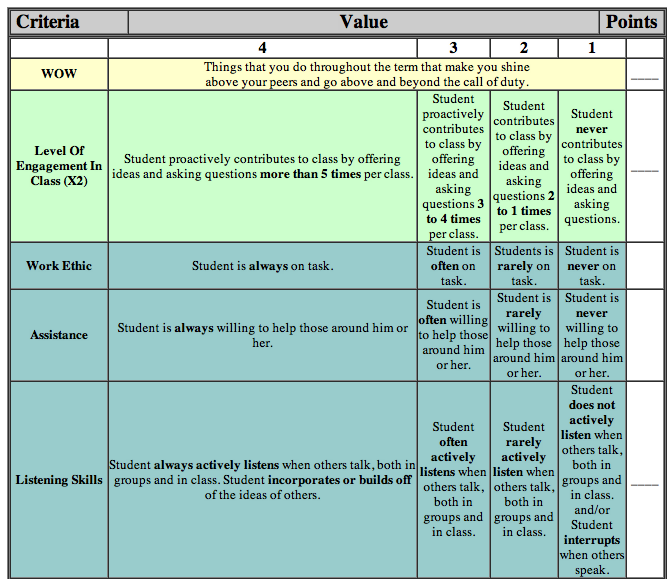 Criteria Value Points
4 3 2 1
WOW
Things that you do throughout the term that make you shine
above your peers and go above and beyond the call of duty.
____
Level Of
Engagement In
Class (X2)
Student proactively contributes to class by offering
ideas and asking questions more than 5 times per class.
Student
proactively
contributes
to class by
offering
ideas and
asking
questions 3
to 4 times
per class.
Student
contributes
to class by
offering
ideas and
asking
questions 2
to 1 times
per class.
Student
never
contributes
to class by
offering
ideas and
asking
questions.
____
Work Ethic
Student is always on task.
Student is
often on
task.
Students is
rarely on
task.
Student is
never on
task.
Assistance
Student is always willing to help those around him or
her.
Student is
often willing
to help those
around him
or her.
Student is
rarely
willing to
help those
around him
or her.
Student is
never
willing to
help those
around him
or her.
Listening Skills
Student always actively listens when others talk, both in
groups and in class. Student incorporates or builds off
of the ideas of others.
Student
often
actively
listens when
others talk,
both in
groups and
in class.
Student
rarely
actively
listen when
others talk,
both in
groups and
in class.
Student
does not
actively
listen when
others talk,
both in
groups and
in class.
and/or
Student
interrupts
when others
speak.
____